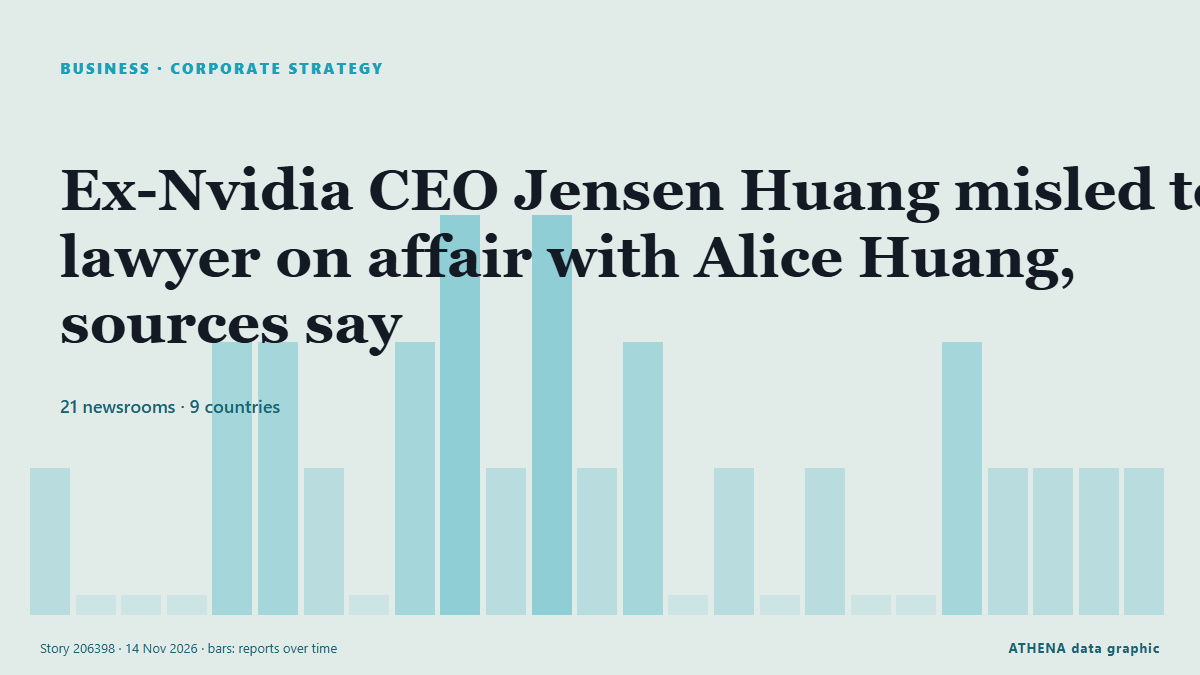 BUSINESS · CORPORATE STRATEGY
Ex-Nvidia CEO Jensen Huang misled
lawyer on affair with Alice Huang,
sources say
21 newsrooms · 9 countries
Story 206398 · 14 Nov 2026 · bars: reports over time
ATHENA data graphic